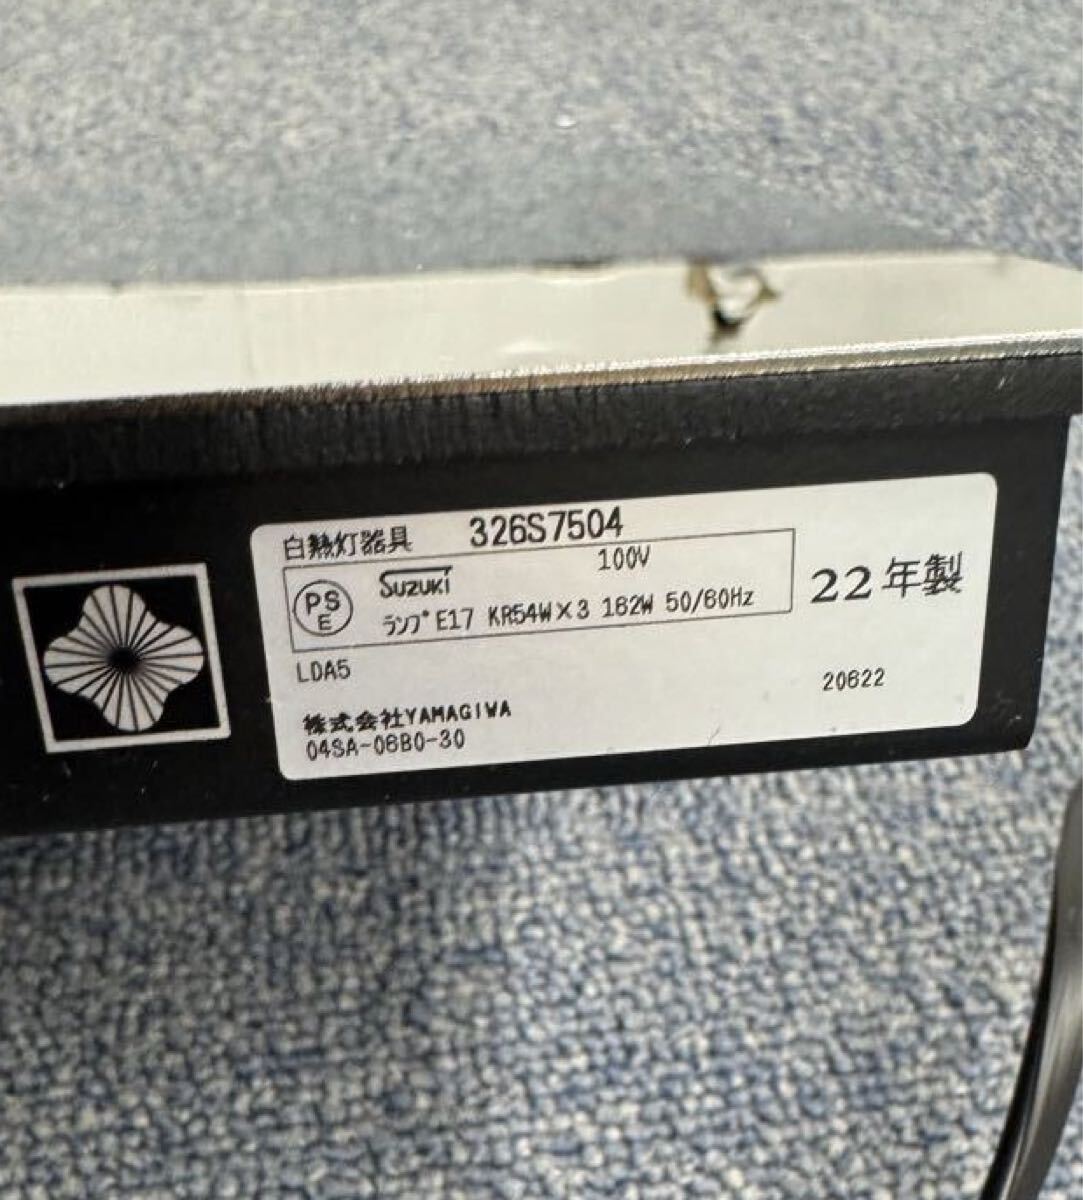 白熱灯器具 326S7504
100V
PS
E
SUZUKI
ランプ E17 KR54W×3 162W 50/60Hz
22年製
LDA5
20622
株式会社YAMAGIWA
04SA-06B0-30